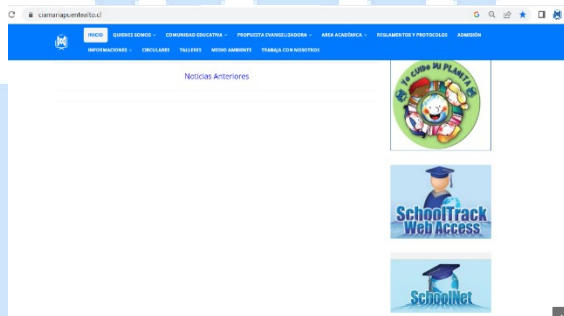 ciamariapuentealto.cl
INICIO QUIENES SOMOS COMUNIDAD EDUCATIVA PROPUESTA EVANGELIZADORA AREA ACADÉMICA REGLAMENTOS Y PROTOCOLOS ADMISIÓN
INFORMACIONES CIRCULARES TALLERES MEDIO AMBIENTE TRABAJA CON NOSOTROS
Noticias Anteriores
YO CUIDO MI PLANETA
SchoolTrack
Web Access
SchoolNet